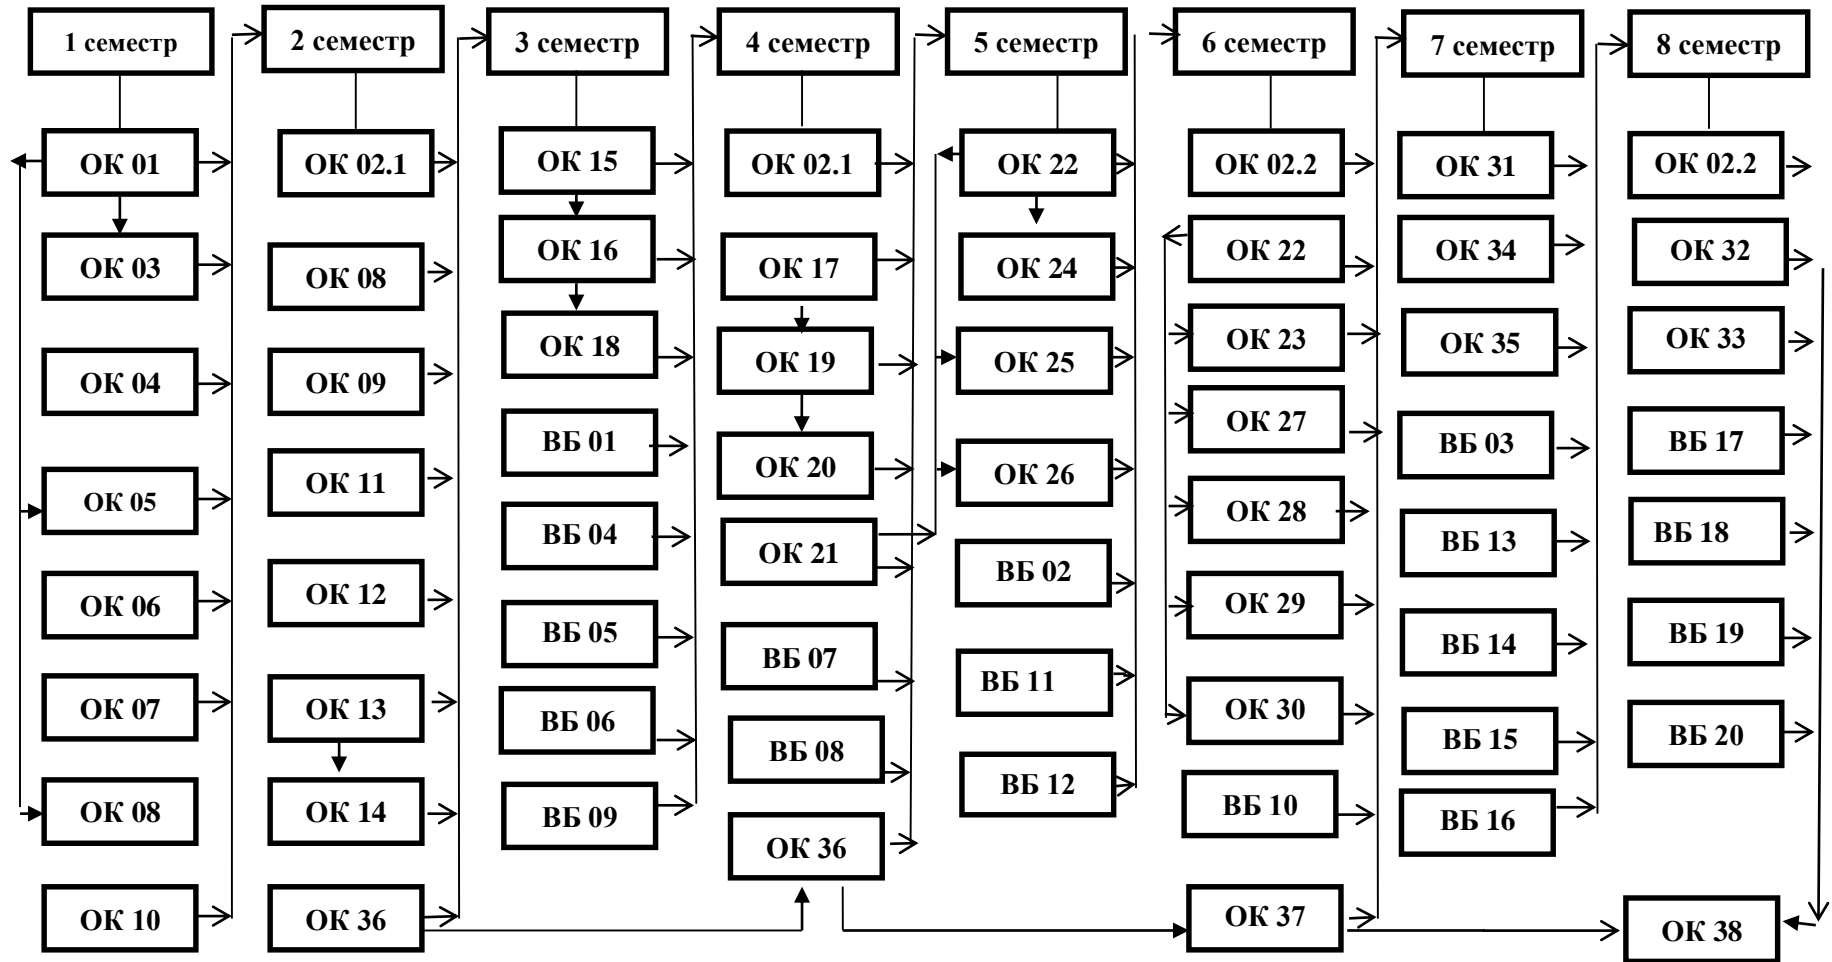 1 семестр
ОК 01
ОК 03
ОК 04
ОК 05
ОК 06
ОК 07
ОК 08
ОК 10
2 семестр
ОК 02.1
ОК 08
ОК 09
ОК 11
ОК 12
ОК 13
ОК 14
ОК 36
3 семестр
ОК 15
ОК 16
ОК 18
ВБ 01
ВБ 04
ВБ 05
ВБ 06
ВБ 09
4 семестр
ОК 02.1
ОК 17
ОК 19
ОК 20
ОК 21
ВБ 07
ВБ 08
ОК 36
5 семестр
ОК 22
ОК 24
ОК 25
ОК 26
ВБ 02
ВБ 11
ВБ 12
6 семестр
ОК 02.2
ОК 22
ОК 23
ОК 27
ОК 28
ОК 29
ОК 30
ВБ 10
ОК 37
7 семестр
ОК 31
ОК 34
ОК 35
ВБ 03
ВБ 13
ВБ 14
ВБ 15
ВБ 16
8 семестр
ОК 02.2
ОК 32
ОК 33
ВБ 17
ВБ 18
ВБ 19
ВБ 20
ОК 38